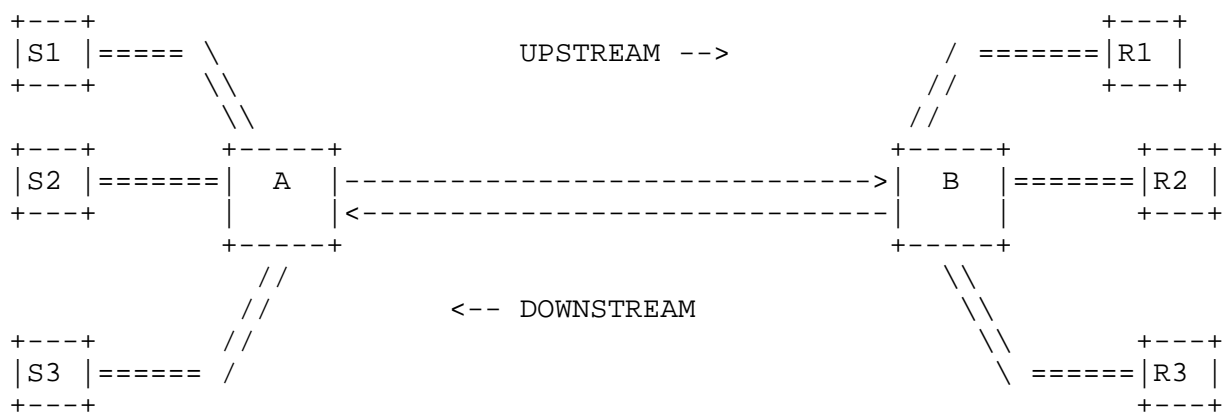 S1 UPSTREAM --> R1
S2 A B R2
<-- DOWNSTREAM
S3 R3